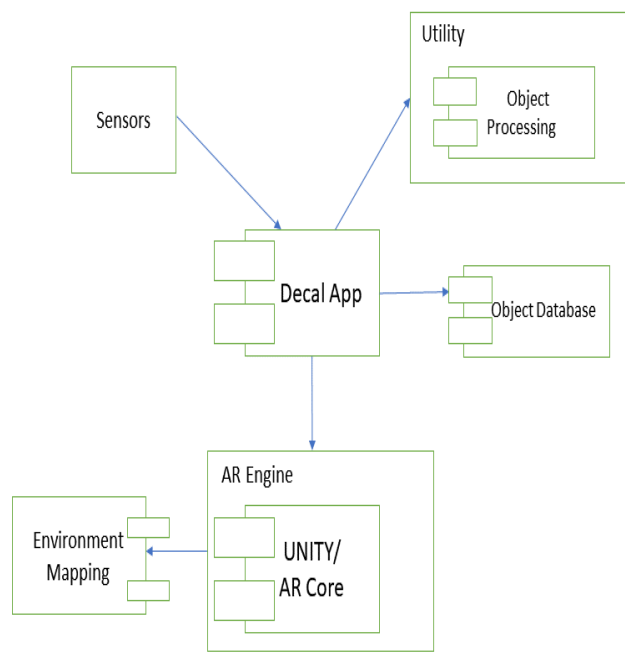 Utility
Object
Processing
Sensors
Decal App
Object Database
AR Engine
UNITY/
AR Core
Environment
Mapping